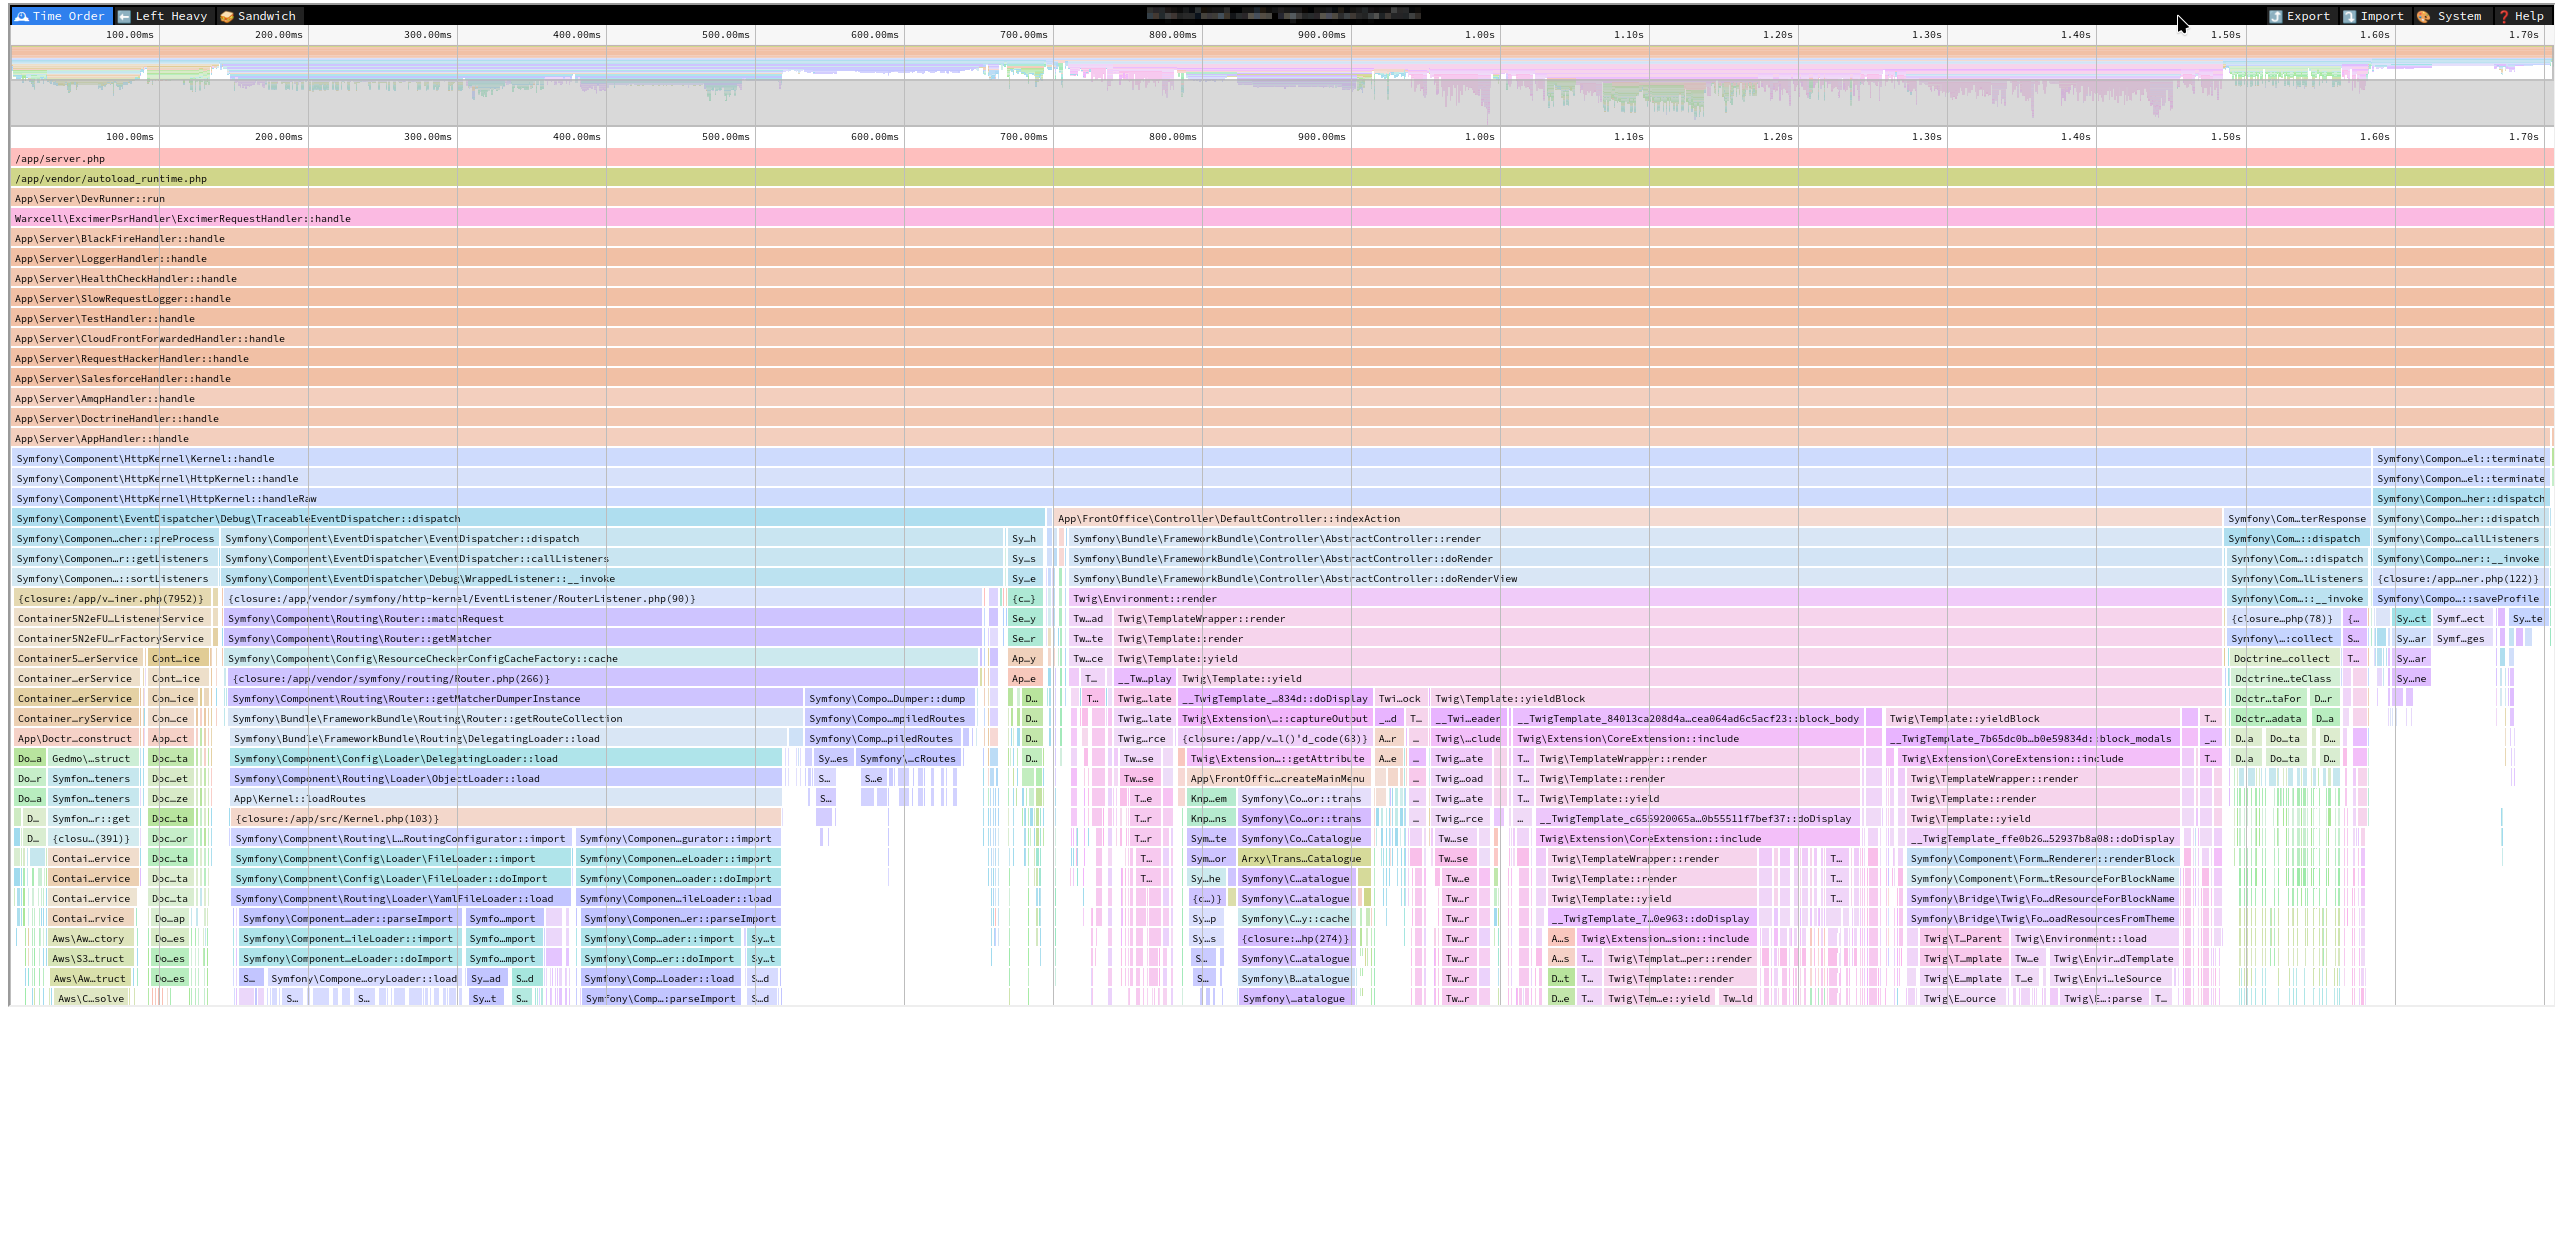 Time Order Left Heavy Sandwich Export Import System Help
100.00ms 200.00ms 300.00ms 400.00ms 500.00ms 600.00ms 700.00ms 800.00ms 900.00ms 1.00s 1.10s 1.20s 1.30s 1.40s 1.50s 1.60s 1.70s
100.00ms 200.00ms 300.00ms 400.00ms 500.00ms 600.00ms 700.00ms 800.00ms 900.00ms 1.00s 1.10s 1.20s 1.30s 1.40s 1.50s 1.60s 1.70s
/app/server.php
/app/vendor/autoload_runtime.php
App\Server\DevRunner::run
Warxcell\ExcimerPsrHandler\ExcimerRequestHandler::handle
App\Server\BlackFireHandler::handle
App\Server\LoggerHandler::handle
App\Server\HealthCheckHandler::handle
App\Server\SlowRequestLogger::handle
App\Server\TestHandler::handle
App\Server\CloudFrontForwardedHandler::handle
App\Server\RequestHackerHandler::handle
App\Server\SalesforceHandler::handle
App\Server\AmqpHandler::handle
App\Server\DoctrineHandler::handle
App\Server\AppHandler::handle
Symfony\Component\HttpKernel\Kernel::handle Symfony\Compon…el::terminate
Symfony\Component\HttpKernel\HttpKernel::handle Symfony\Compon…el::terminate
Symfony\Component\HttpKernel\HttpKernel::handleRaw Symfony\Compon…her::dispatch
Symfony\Component\EventDispatcher\Debug\TraceableEventDispatcher::dispatch App\FrontOffice\Controller\DefaultController::indexAction Symfony\Com…terResponse Symfony\Compo…her::dispatch
Symfony\Componen…cher::preProcess Symfony\Component\EventDispatcher\EventDispatcher::dispatch Sy…h Symfony\Bundle\FrameworkBundle\Controller\AbstractController::render Symfony\Com…::dispatch Symfony\Compo…callListeners
Symfony\Componen…r::getListeners Symfony\Component\EventDispatcher\EventDispatcher::callListeners Sy…s Symfony\Bundle\FrameworkBundle\Controller\AbstractController::doRender Symfony\Com…::dispatch Symfony\Compo…ner::__invoke
Symfony\Componen…::sortListeners Symfony\Component\EventDispatcher\Debug\WrappedListener::__invoke Sy…e Symfony\Bundle\FrameworkBundle\Controller\AbstractController::doRenderView Symfony\Com…lListeners {closure:/app…ner.php(122)}
{closure:/app/v…iner.php(7952)} {closure:/app/vendor/symfony/http-kernel/EventListener/RouterListener.php(90)} {c…} Twig\Environment::render Symfony\Com…::__invoke Symfony\Compo…::saveProfile
Container5N2eFU…ListenerService Symfony\Component\Routing\Router::matchRequest Se…y Tw…ad Twig\TemplateWrapper::render {closure…php(78)} {… Sy…ct Symf…ect Sy…te
Container5N2eFU…rFactoryService Symfony\Component\Routing\Router::getMatcher Se…r Tw…te Twig\Template::render Symfony\…:collect S… Sy…ar Symf…ges
Container5…erService Cont…ice Symfony\Component\Config\ResourceCheckerConfigCacheFactory::cache Ap…y Tw…ce Twig\Template::yield Doctrine…collect T… Sy…ar
Container…erService Cont…ice {closure:/app/vendor/symfony/routing/Router.php(266)} Ap…e T… __Tw…play Twig\Template::yield Doctrine…teClass Sy…ne
Container…erService Con…ice Symfony\Component\Routing\Router::getMatcherDumperInstance Symfony\Compo…Dumper::dump D… T… Twig…late __TwigTemplate_…834d::doDisplay Twi…ock Twig\Template::yieldBlock Doctr…taFor D…r
Container…ryService Con…ce Symfony\Bundle\FrameworkBundle\Routing\Router::getRouteCollection Symfony\Compo…mpiledRoutes D… Twig…late Twig\Extension\…::captureOutput _…d T… __Twi…eader __TwigTemplate_84013ca208d4a…cea064ad6c5acf23::block_body Twig\Template::yieldBlock T… Doctr…adata D…a
App\Doctr…construct App…ct Symfony\Bundle\FrameworkBundle\Routing\DelegatingLoader::load Symfony\Comp…piledRoutes D… Twig…rce {closure:/app/v…l()'d_code(63)} A…r … Twig\…clude Twig\Extension\CoreExtension::include __TwigTemplate_7b65dc0b…b0e59834d::block_modals _… D…a Do…ta D…
Do…a Gedmo\…struct Doc…ta Symfony\Component\Config\Loader\DelegatingLoader::load Sy…es Symfony\…cRoutes D… Tw…se Twig\Extension…::getAttribute A…e … Twig…ate T… Twig\TemplateWrapper::render Twig\Extension\CoreExtension::include T… D…a Do…ta D…
Do…r Symfon…teners Doc…et Symfony\Component\Routing\Loader\ObjectLoader::load S… S…e Tw…se App\FrontOffic…createMainMenu … Twig…oad T… Twig\Template::render Twig\TemplateWrapper::render
Do…a Symfon…teners Doc…ze App\Kernel::loadRoutes S… T…e Knp…em Symfony\Co…or::trans … Twig…ate T… Twig\Template::yield Twig\Template::render
D… Symfon…r::get Doc…ta {closure:/app/src/Kernel.php(103)} T…r Knp…ns Symfony\Co…or::trans … Twig…rce … __TwigTemplate_c655920065a…0b55511f7bef37::doDisplay Twig\Template::yield
D… {closu…(391)} Doc…or Symfony\Component\Routing\L…RoutingConfigurator::import Symfony\Componen…gurator::import T…r Sym…te Symfony\Co…Catalogue Tw…se Twig\Extension\CoreExtension::include __TwigTemplate_ffe0b26…52937b8a08::doDisplay
Contai…ervice Doc…ta Symfony\Component\Config\Loader\FileLoader::import Symfony\Componen…eLoader::import T… Sym…or Arxy\Trans…Catalogue Tw…se Twig\TemplateWrapper::render T… Symfony\Component\Form…Renderer::renderBlock
Contai…ervice Doc…ta Symfony\Component\Config\Loader\FileLoader::doImport Symfony\Componen…oader::doImport T… Sy…he Symfony\C…atalogue Tw…e Twig\Template::render T… Symfony\Component\Form…tResourceForBlockName
Contai…ervice Doc…ta Symfony\Component\Routing\Loader\YamlFileLoader::load Symfony\Componen…ileLoader::load {c…)} Symfony\C…atalogue Tw…r Twig\Template::yield T… Symfony\Bridge\Twig\Fo…dResourceForBlockName
Contai…rvice Do…ap Symfony\Component…ader::parseImport Symfo…mport Symfony\Componen…er::parseImport Sy…p Symfony\C…y::cache Tw…r __TwigTemplate_7…0e963::doDisplay Symfony\Bridge\Twig\Fo…oadResourcesFromTheme
Aws\Aw…ctory Do…es Symfony\Component…ileLoader::import Symfo…mport Symfony\Comp…ader::import Sy…t Sy…s {closure:…hp(274)} Tw…r A…s Twig\Extension…sion::include Twig\T…Parent Twig\Environment::load
Aws\S3…truct Do…es Symfony\Component…eLoader::doImport Symfo…mport Symfony\Comp…er::doImport Sy…t S… Symfony\C…atalogue Tw…r A…s T… Twig\Templat…per::render Twig\T…mplate Tw…e Twig\Envir…dTemplate
Aws\Aw…truct Do…es S… Symfony\Compone…oryLoader::load Sy…ad S…d Symfony\Comp…Loader::load S…d S… Symfony\B…atalogue Tw…r D…t T… Twig\Template::render Twig\E…mplate T…e Twig\Envi…leSource
Aws\C…solve S… S… Sy…t S… Symfony\Comp…:parseImport S…d Symfony\…atalogue Tw…r D…e T… Twig\Tem…e::yield Tw…ld Twig\E…ource Twig\E…:parse T…